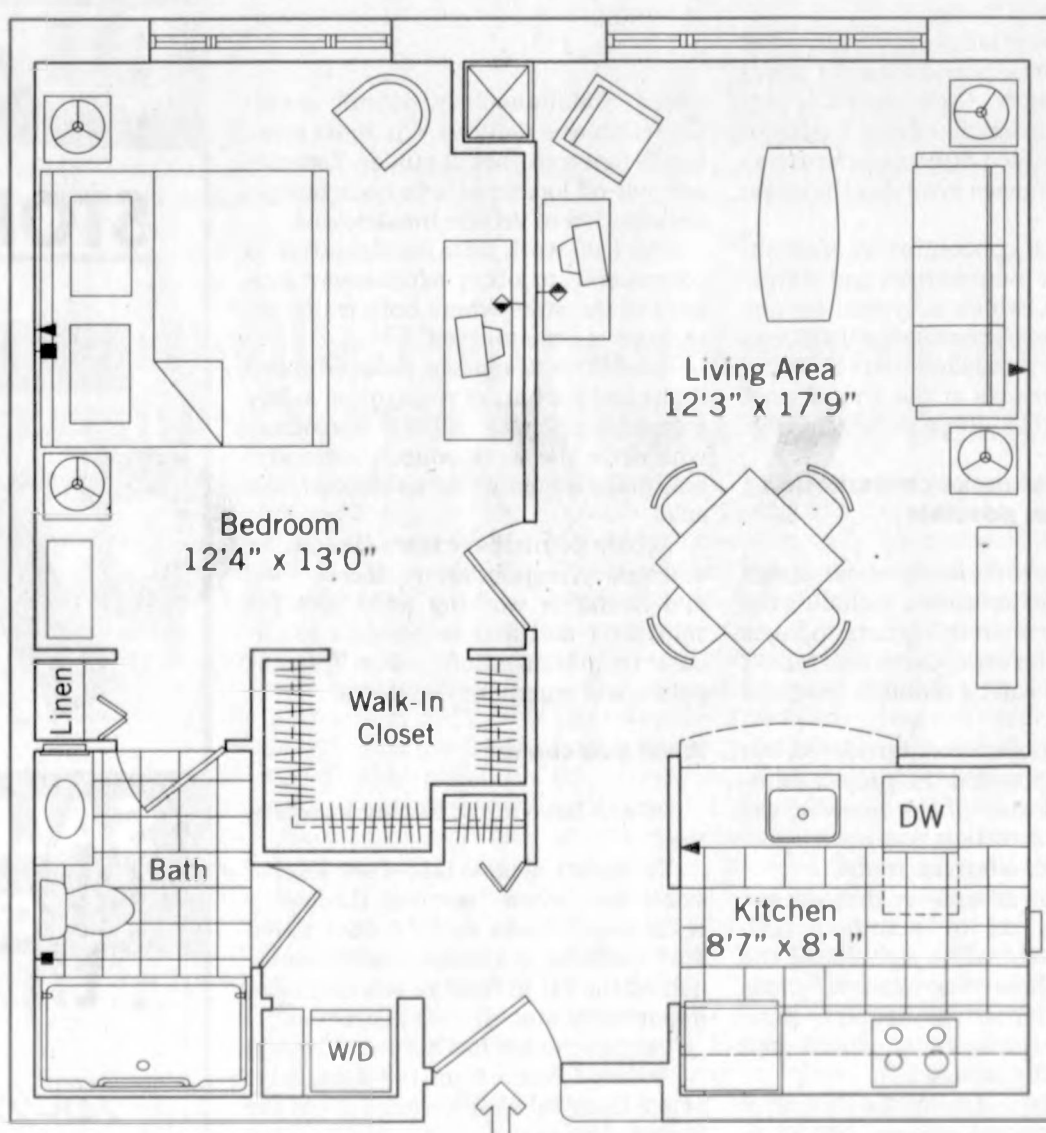 Living Area
12'3" x 17'9"
Bedroom
12'4" x 13'0"
Linen
Walk-In
Closet
DW
Bath
Kitchen
8'7" x 8'1"
W/D